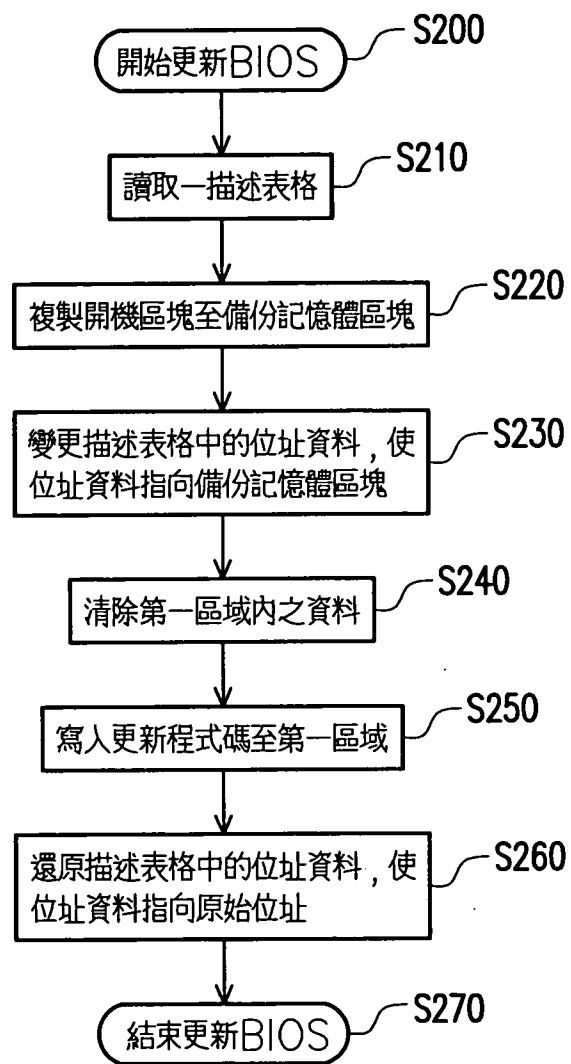 開始更新BIOS
S200
讀取一描述表格
S210
複製開機區塊至備份記憶體區塊
S220
變更描述表格中的位址資料,使
位址資料指向備份記憶體區塊
S230
清除第一區域內之資料
S240
寫入更新程式碼至第一區域
S250
還原描述表格中的位址資料,使
位址資料指向原始位址
S260
結束更新BIOS
S270